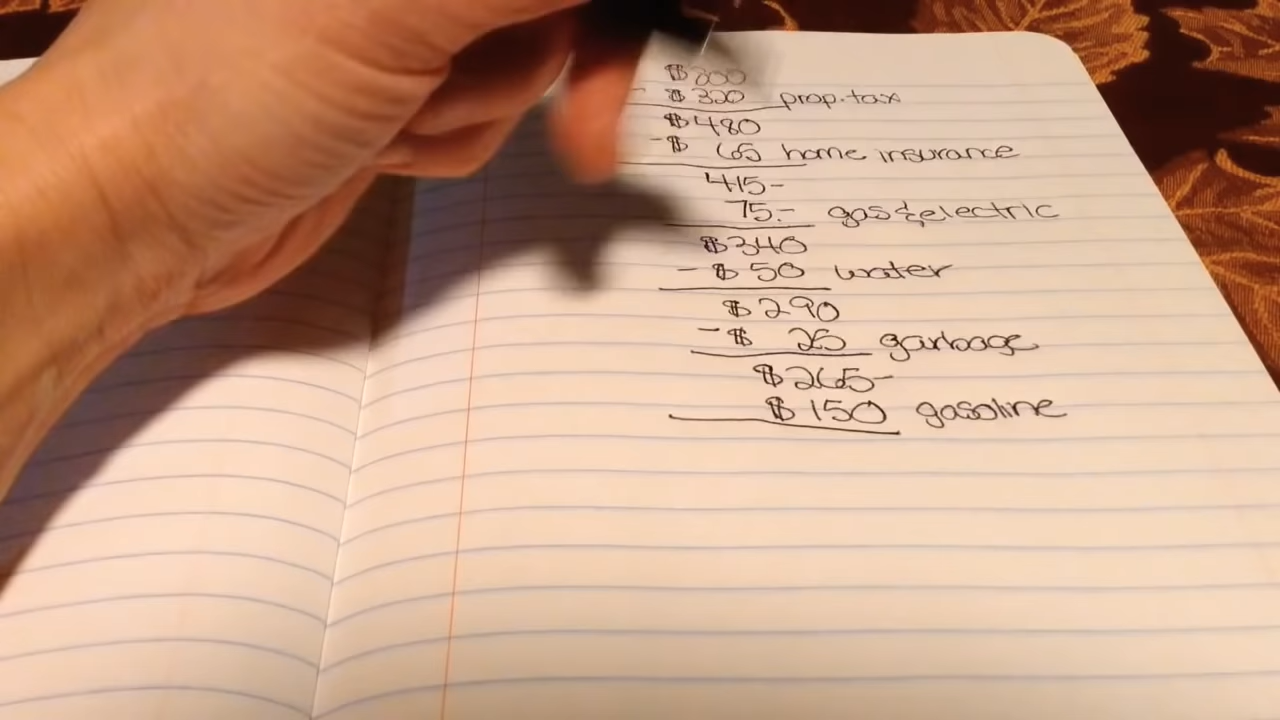 $800
- $320 prop. tax
$480
- $ 65 home insurance
415-
75.- gas & electric
$340
- $ 50 water
$290
- $ 25 garbage
$265-
$150 gasoline